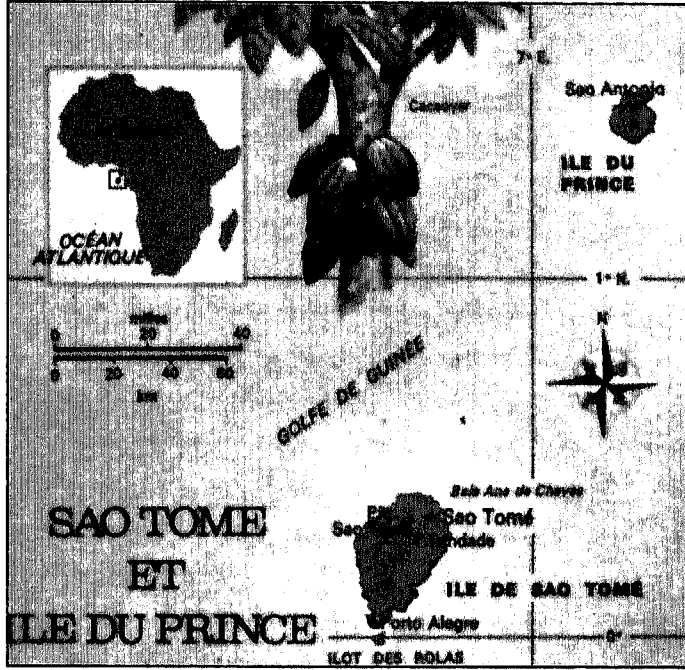 7° E.
Sao Antonio
Cacaoyer
ILE DU
PRINCE
OCÉAN
ATLANTIQUE
1° N.
miles
0 20 40
0 20 40 60
km
N
GOLFE DE GUINÉE
Baia Ana de Chaves
Sao Tomé
SAO TOME
ET
ILE DU PRINCE
ILE DE SAO TOMÉ
Porto Alegre
0°
ILOT DES ROLAS